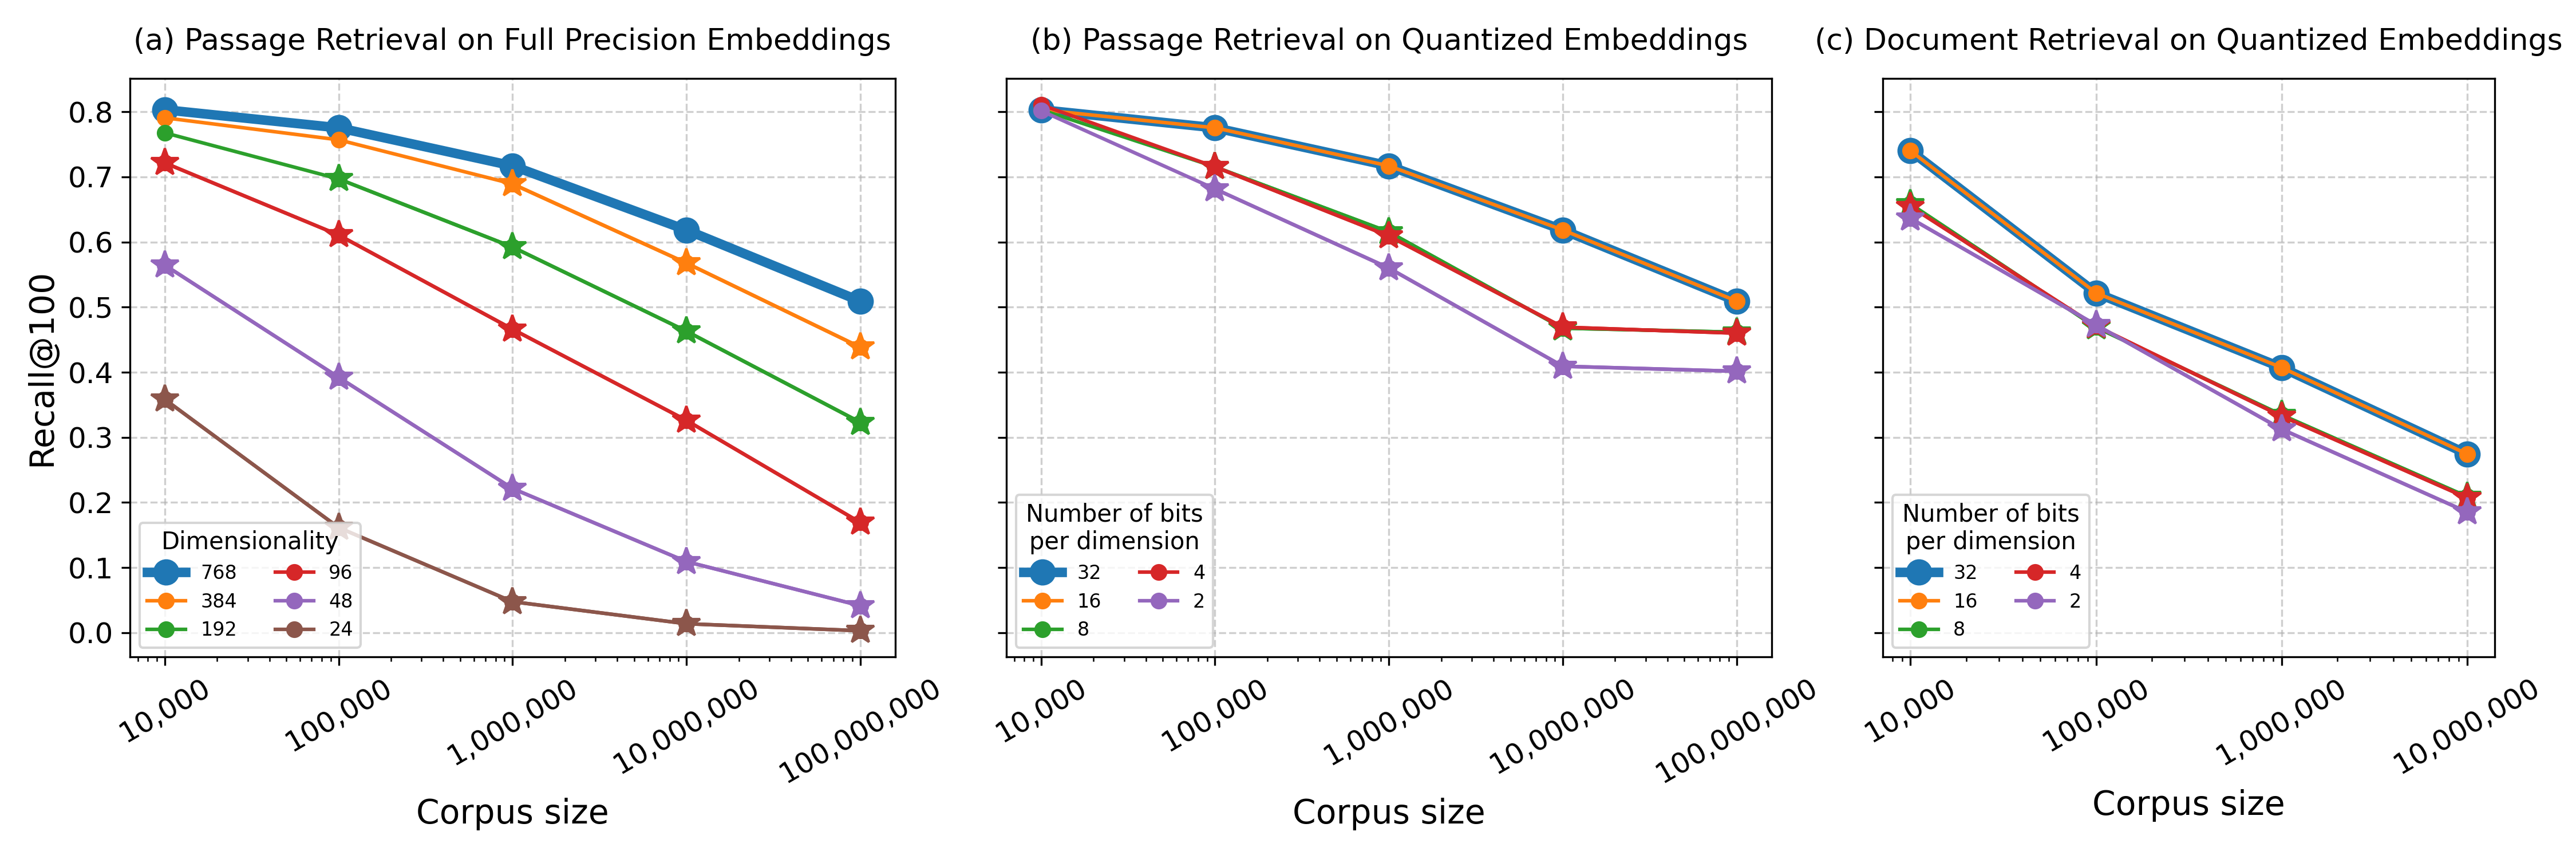 (a) Passage Retrieval on Full Precision Embeddings
Recall@100
0.8
0.7
0.6
0.5
0.4
0.3
0.2
0.1
0.0
Dimensionality
768 96
384 48
192 24
10,000 100,000 1,000,000 10,000,000 100,000,000
Corpus size
(b) Passage Retrieval on Quantized Embeddings
Number of bits
per dimension
32 4
16 2
8
10,000 100,000 1,000,000 10,000,000 100,000,000
Corpus size
(c) Document Retrieval on Quantized Embeddings
Number of bits
per dimension
32 4
16 2
8
10,000 100,000 1,000,000 10,000,000
Corpus size